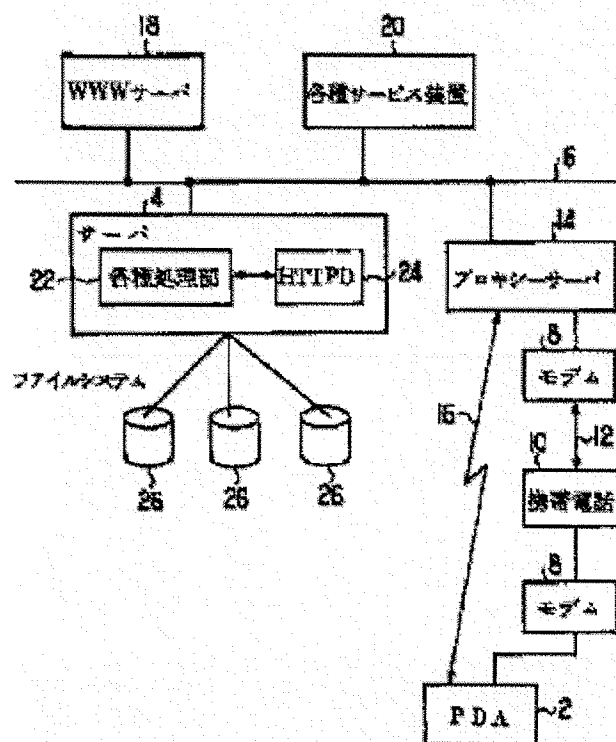 18
20
WWWサーバ
各種サービス装置
6
4
14
サーバ
22
各種処理部
HTTPD
24
プロキシーサーバ
8
モデム
ファイルシステム
16
12
10
26
26
26
携帯電話
8
モデム
PDA
2